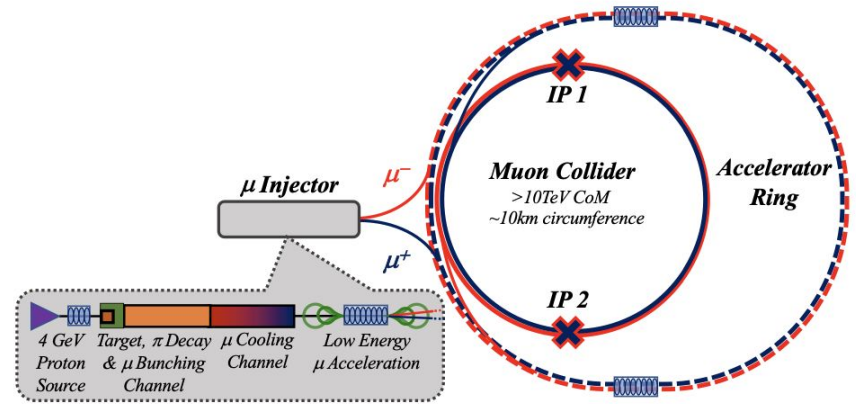 IP 1
μ Injector
μ⁻
Muon Collider
>10TeV CoM
~10km circumference
Accelerator
Ring
μ⁺
IP 2
4 GeV
Proton
Source
Target, π Decay
& μ Bunching
Channel
μ Cooling
Channel
Low Energy
μ Acceleration